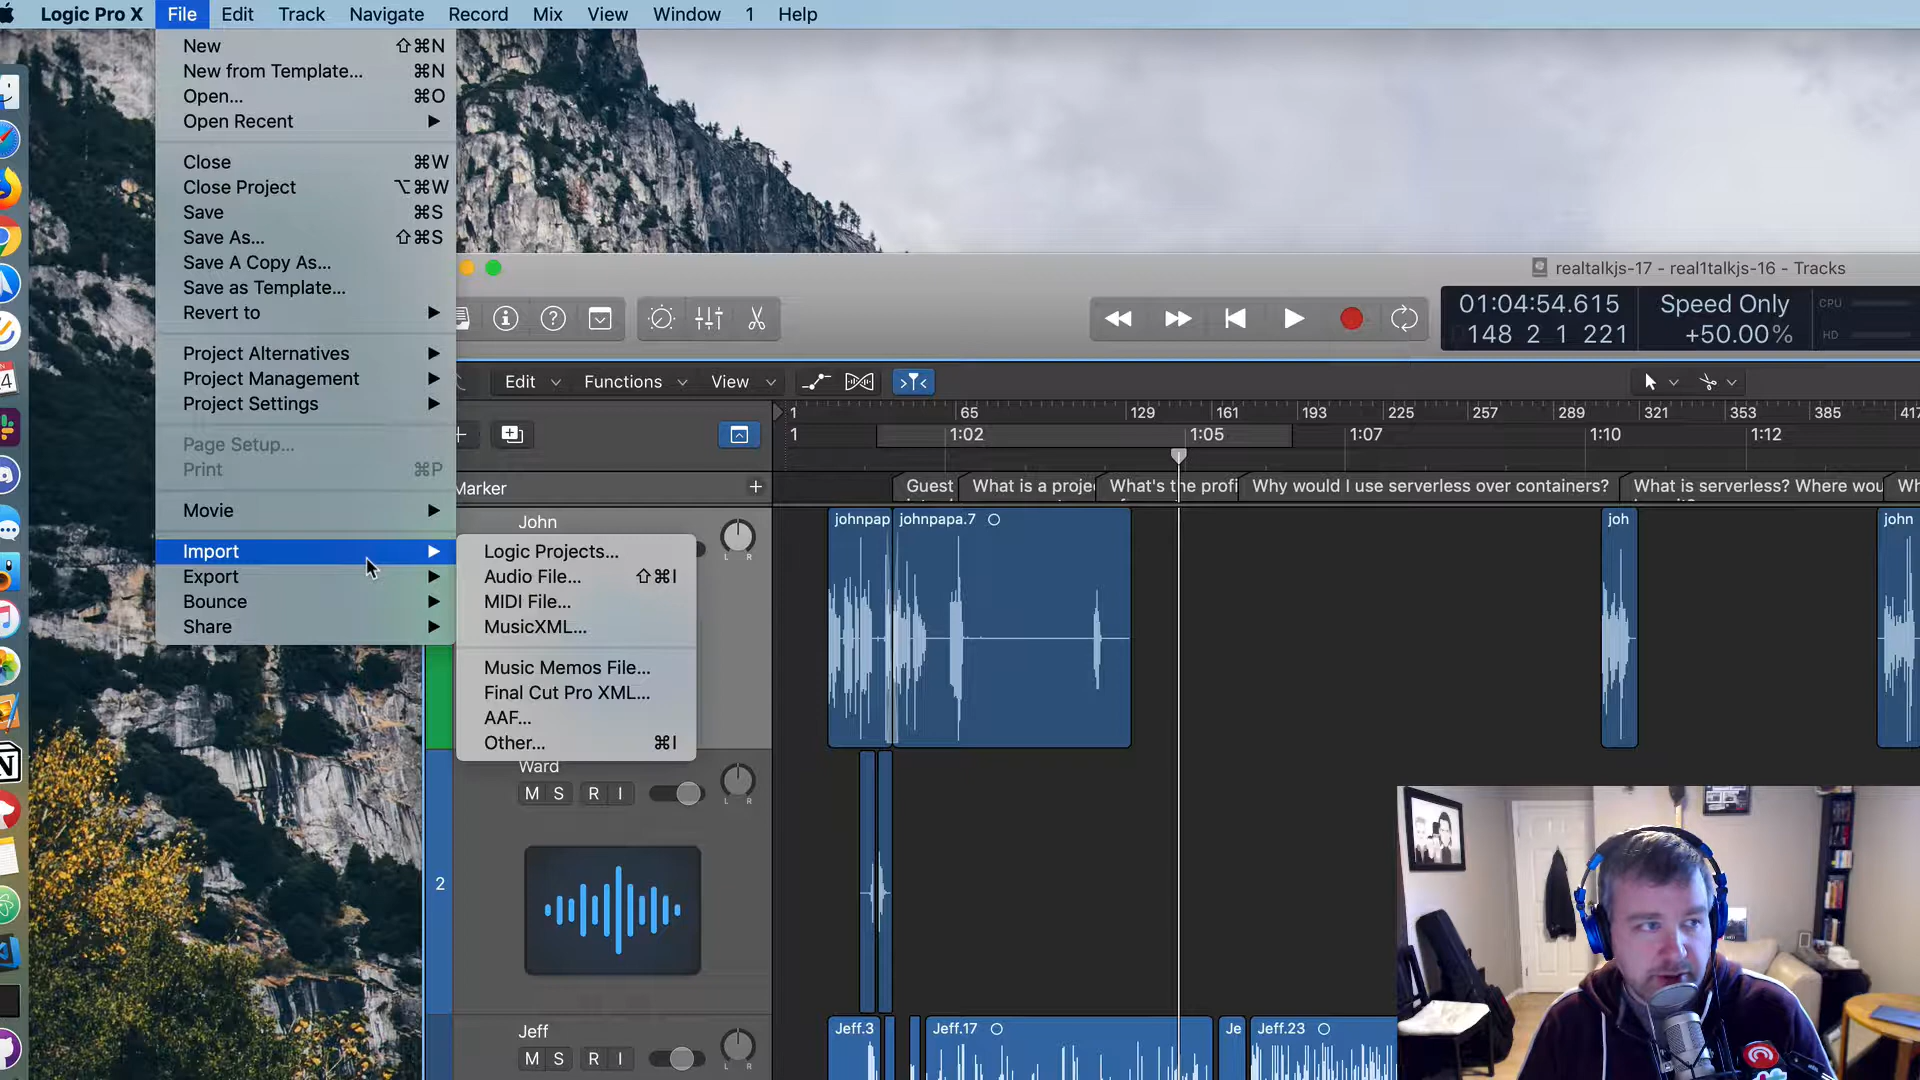 Logic Pro X File Edit Track Navigate Record Mix View Window 1 Help
New ⇧⌘N
New from Template... ⌘N
Open... ⌘O
Open Recent ▶
Close ⌘W
Close Project ⌥⌘W
Save ⌘S
Save As... ⇧⌘S
Save A Copy As...
Save as Template...
Revert to ▶
Project Alternatives ▶
Project Management ▶
Project Settings ▶
Page Setup...
Print ⌘P
Movie ▶
Import ▶
Export ▶
Bounce ▶
Share ▶
Logic Projects...
Audio File... ⇧⌘I
MIDI File...
MusicXML...
Music Memos File...
Final Cut Pro XML...
AAF...
Other... ⌘I
realtalkjs-17 - real1talkjs-16 - Tracks
01:04:54.615 Speed Only CPU
148 2 1 221 +50.00% HD
Edit Functions View
1 65 129 161 193 225 257 289 321 353 385 417
1 1:02 1:05 1:07 1:10 1:12
Marker + Guest What is a proje What's the profi Why would I use serverless over containers? What is serverless? Where wou Wh
John johnpap johnpapa.7 joh john
L R
Ward
M S R I L R
2
Jeff Jeff.3 Jeff.17 Je Jeff.23
M S R I L R